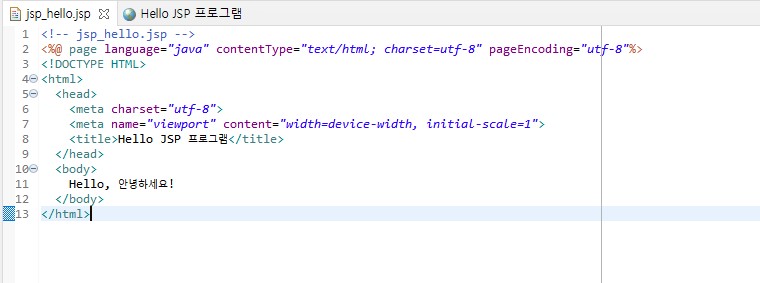 jsp_hello.jsp Hello JSP 프로그램
1 <!-- jsp_hello.jsp -->
2 <%@ page language="java" contentType="text/html; charset=utf-8" pageEncoding="utf-8"%>
3 <!DOCTYPE HTML>
4 <html>
5 <head>
6 <meta charset="utf-8">
7 <meta name="viewport" content="width=device-width, initial-scale=1">
8 <title>Hello JSP 프로그램</title>
9 </head>
10 <body>
11 Hello, 안녕하세요!
12 </body>
13 </html>